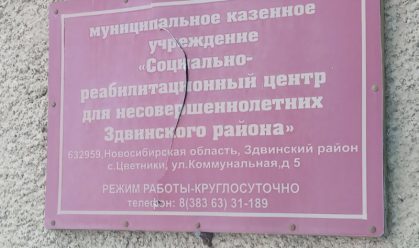 муниципальное казенное
учреждение
«Социально-
реабилитационный центр
для несовершеннолетних
Здвинского района»
632959,Новосибирская область, Здвинский район
с.Цветники, ул.Коммунальная,д 5
РЕЖИМ РАБОТЫ-КРУГЛОСУТОЧНО
телефон: 8(383 63) 31-189